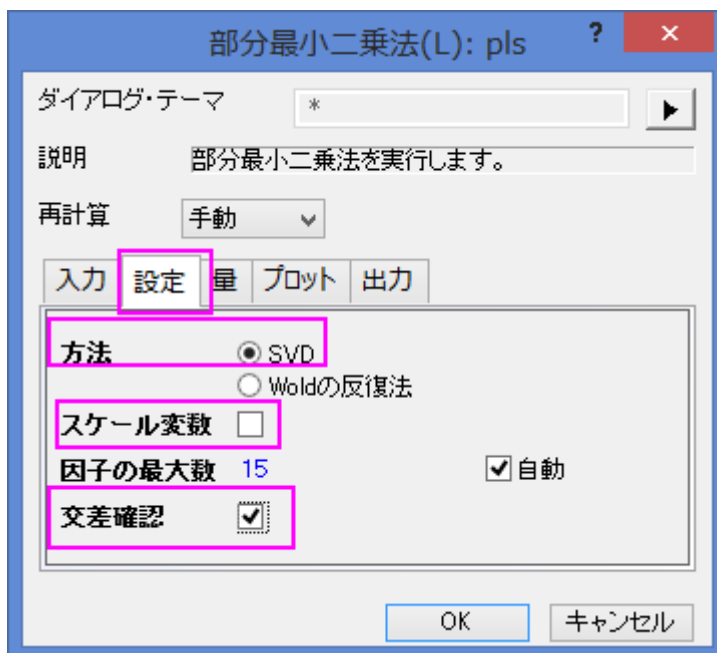 部分最小二乗法(L): pls ? ×
ダイアログ・テーマ *
説明 部分最小二乗法を実行します。
再計算 手動
入力 設定 量 プロット 出力
方法 SVD
Woldの反復法
スケール変数
因子の最大数 15 自動
交差確認
OK キャンセル